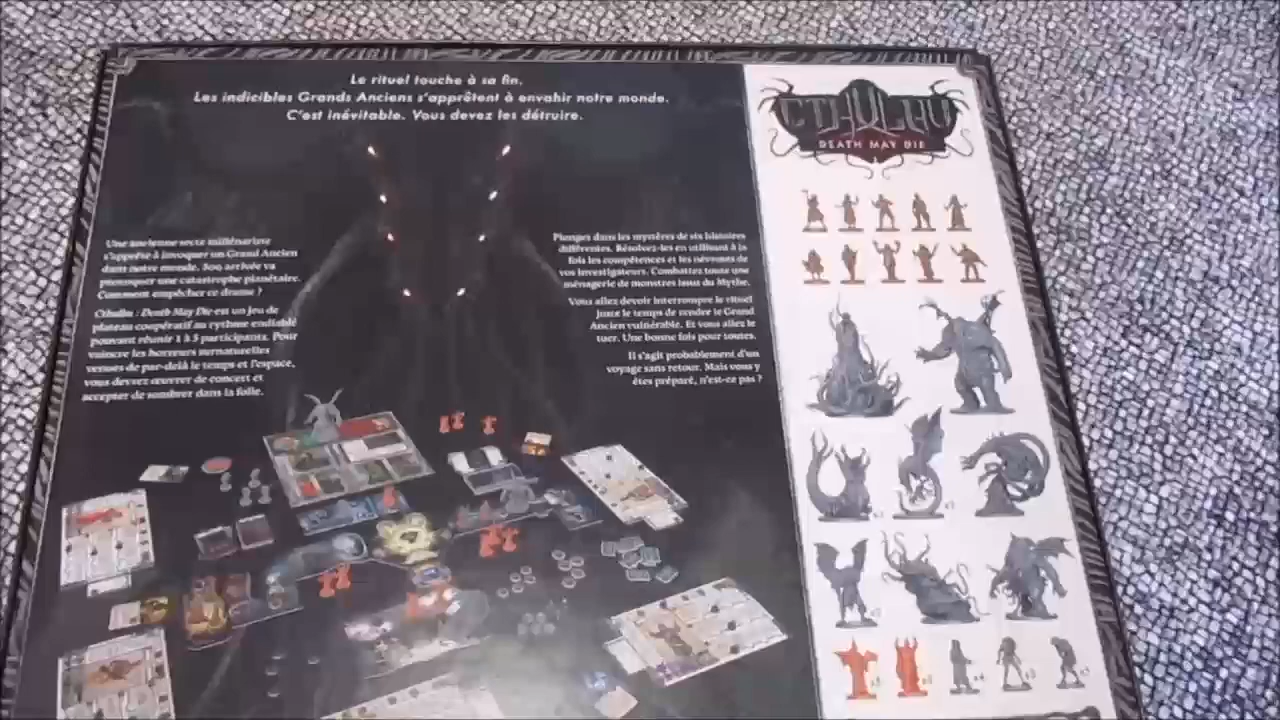 Le rituel touche à sa fin.
Les indicibles Grands Anciens s'apprêtent à envahir notre monde.
C'est inévitable. Vous devez les détruire.
Une ancienne secte millénariste
s'apprête à invoquer un Grand Ancien
dans notre monde. Son arrivée va
provoquer une catastrophe planétaire.
Comment empêcher ce drame ?
Cthulhu : Death May Die est un jeu de
plateau coopératif au rythme endiablé
pouvant réunir 1 à 5 participants. Pour
vaincre les horreurs surnaturelles
venues de par-delà le temps et l'espace,
vous devrez œuvrer de concert et
accepter de sombrer dans la folie.
Plongez dans les mystères de six histoires
différentes. Résolvez-les en utilisant à la
fois les compétences et les névroses de
vos investigateurs. Combattez toute une
ménagerie de monstres issus du Mythe.
Vous allez devoir interrompre le rituel
juste le temps de rendre le Grand
Ancien vulnérable. Et vous allez le
tuer. Une bonne fois pour toutes.
Il s'agit probablement d'un
voyage sans retour. Mais vous y
êtes préparé, n'est-ce pas ?
CTHULHU
DEATH MAY DIE